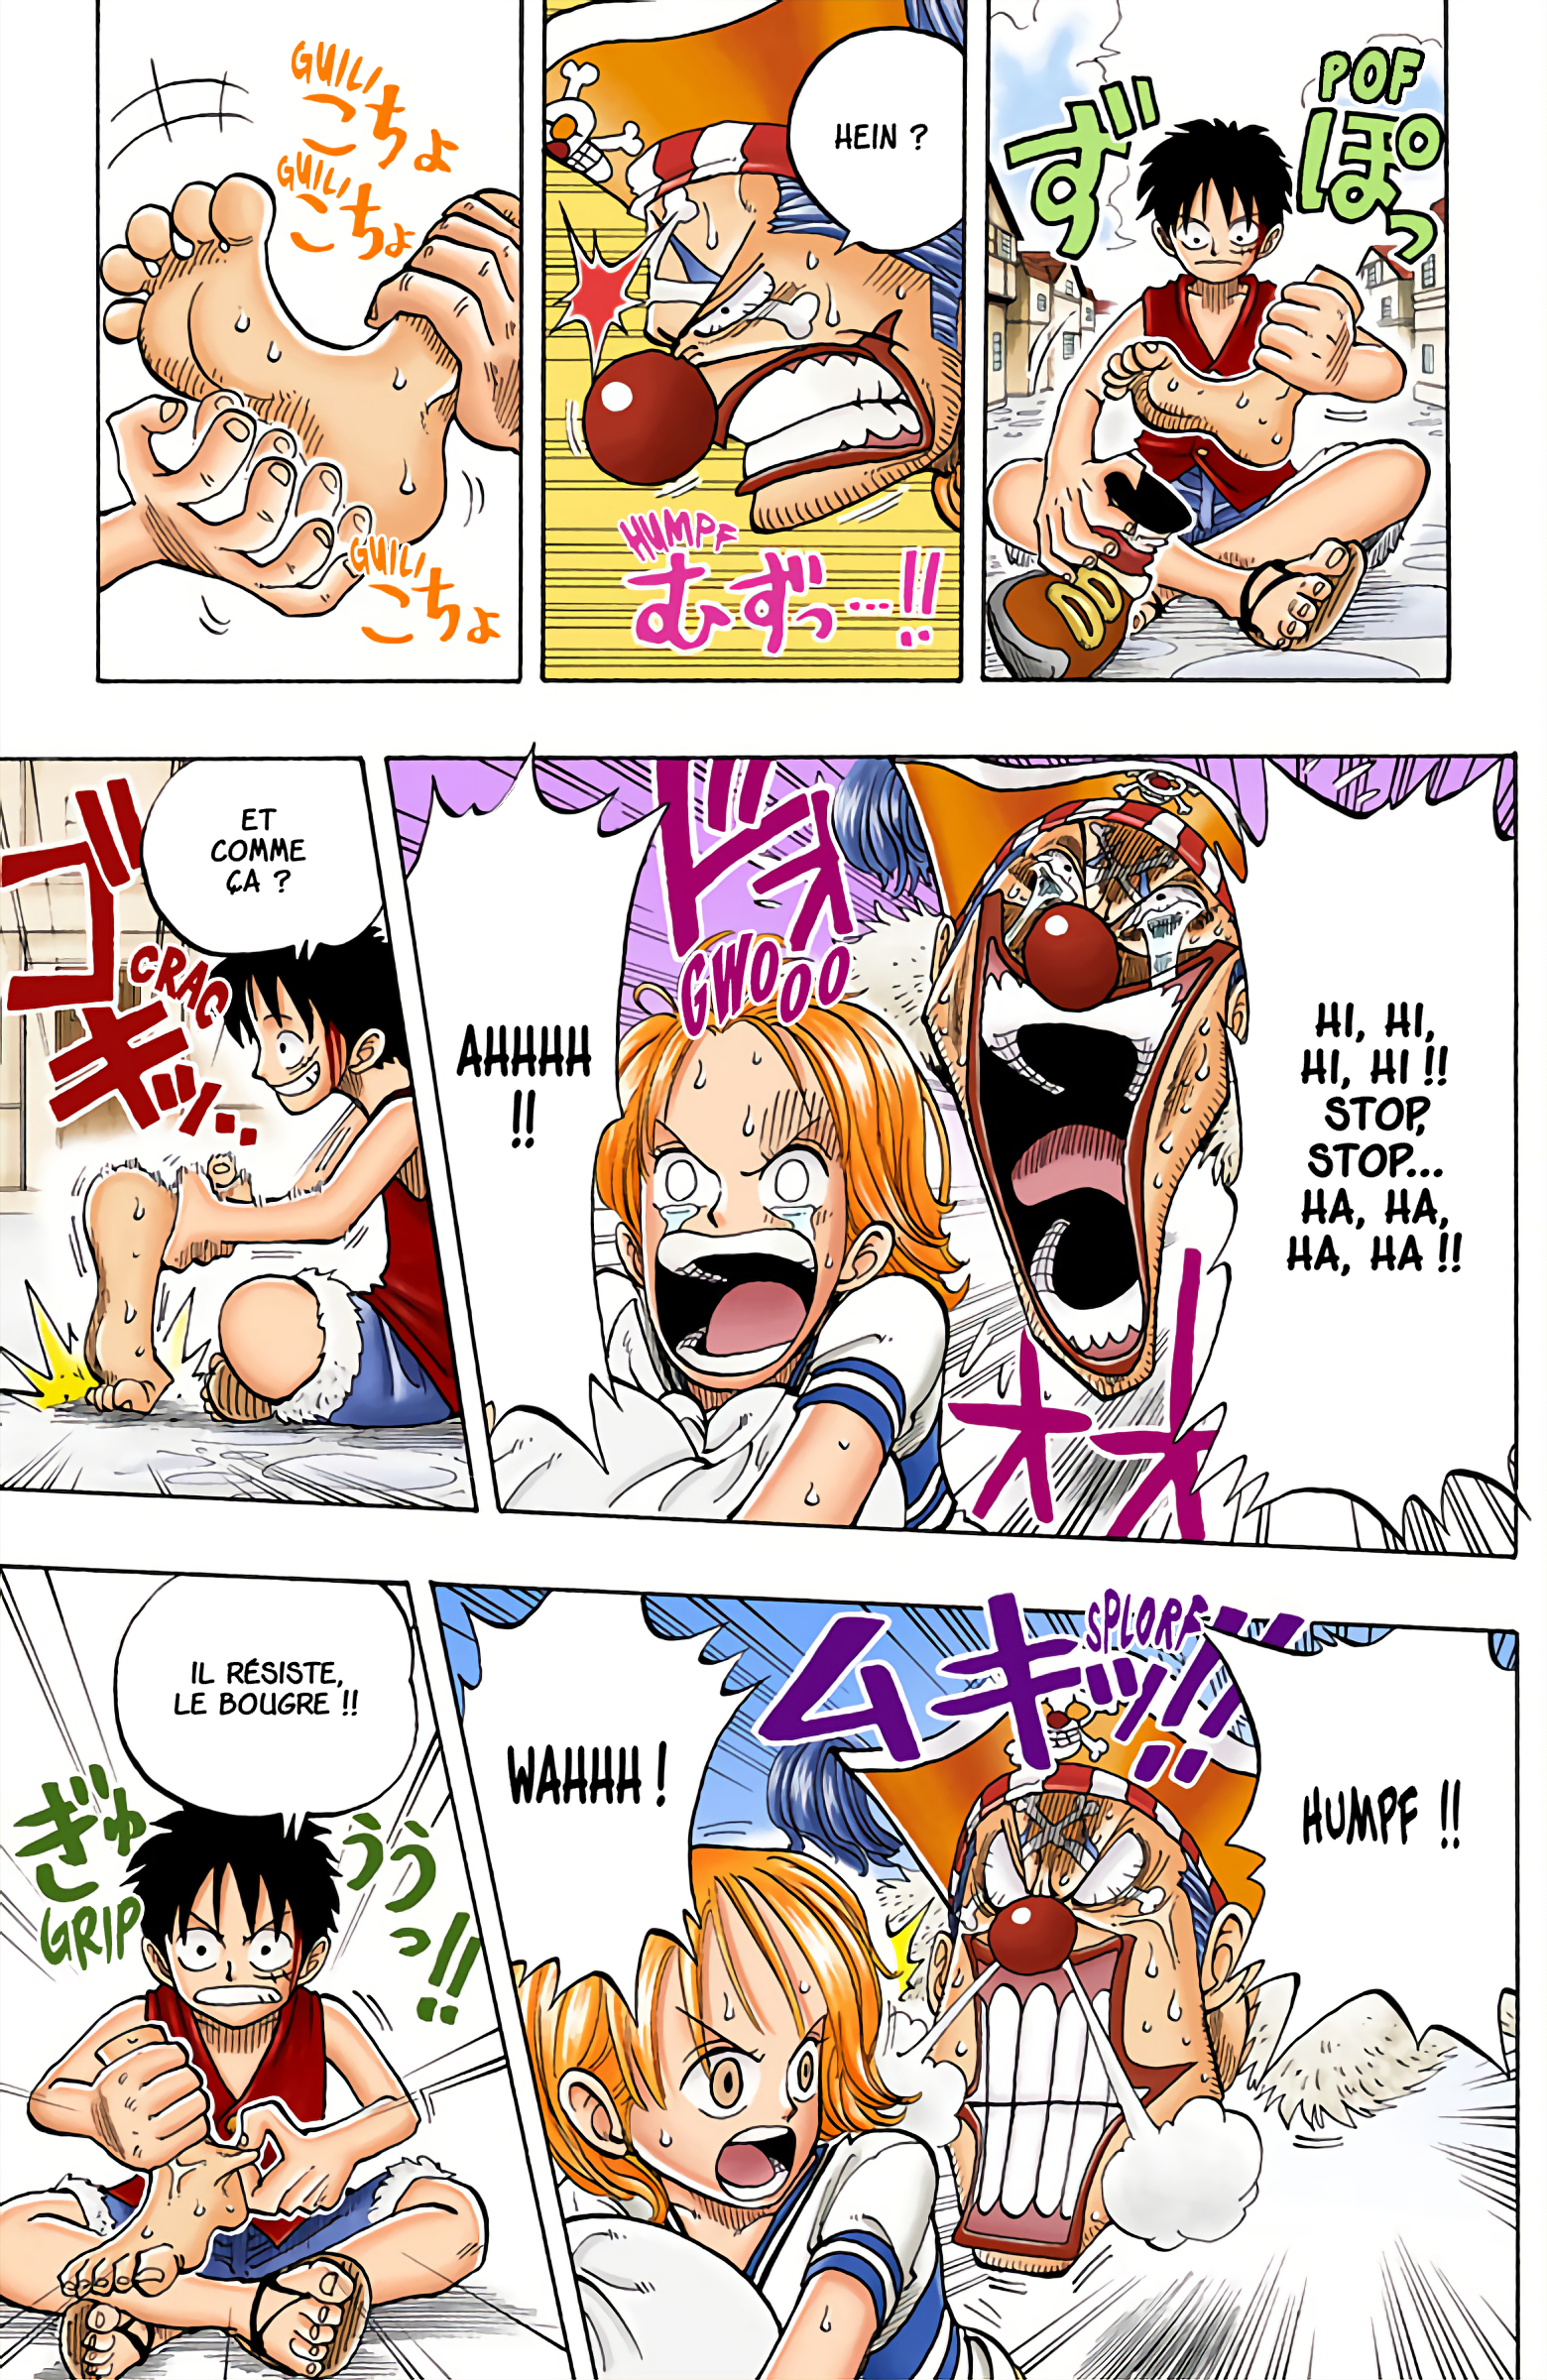 POF
ぽっ
ず
HEIN ?
HUMPF
むずっ…!!
GUILI
こちょ
GUILI
こちょ
GUILI
こちょ
HI, HI,
HI, HI !!
STOP,
STOP...
HA, HA,
HA, HA !!
ドオ
GWOOO
オオ
AHHHH
!!
ET
COMME
ÇA ?
ゴキッ..
CRAC
HUMPF !!
SPLORF
ムキッ!!
WAHHH !
IL RÉSISTE,
LE BOUGRE !!
ぎゅ
GRIP
ううっ!!